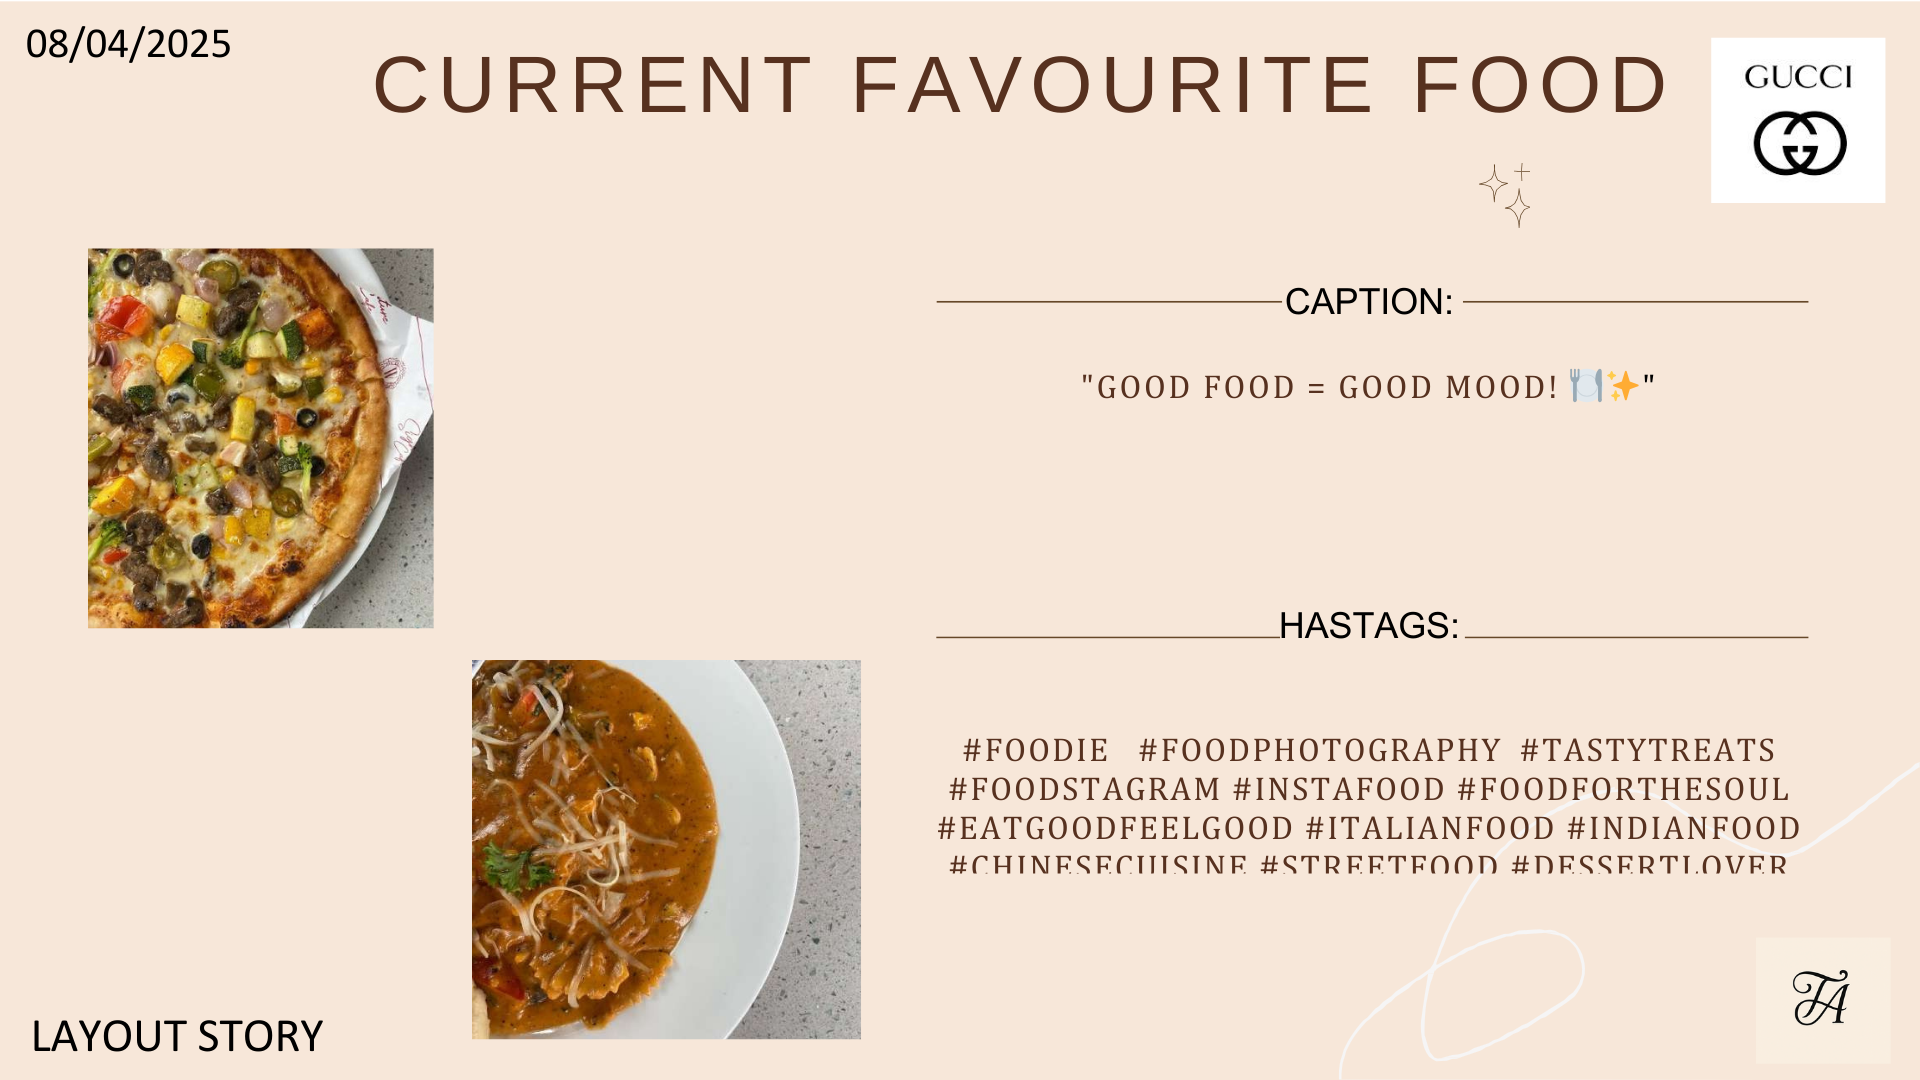 08/04/2025
CURRENT FAVOURITE FOOD
GUCCI
CAPTION:
"GOOD FOOD = GOOD MOOD! 🍽️✨"
HASTAGS:
#FOODIE #FOODPHOTOGRAPHY #TASTYTREATS
#FOODSTAGRAM #INSTAFOOD #FOODFORTHESOUL
#EATGOODFEELGOOD #ITALIANFOOD #INDIANFOOD
#CHINESECUISINE #STREETFOOD #DESSERTLOVER
LAYOUT STORY
TA